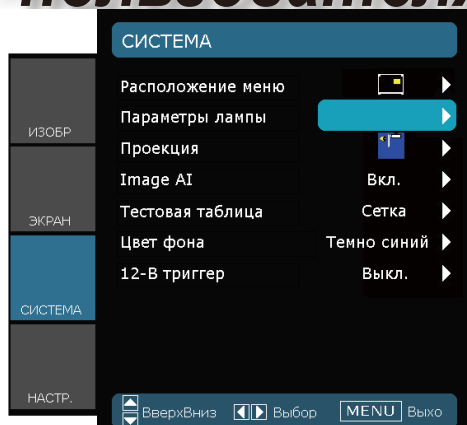 пользователя
СИСТЕМА
Расположение меню
Параметры лампы
Проекция
Image AI Вкл.
Тестовая таблица Сетка
Цвет фона Темно синий
12-В триггер Выкл.
ИЗОБР
ЭКРАН
СИСТЕМА
НАСТР.
ВверхВниз Выбор MENU Выхо